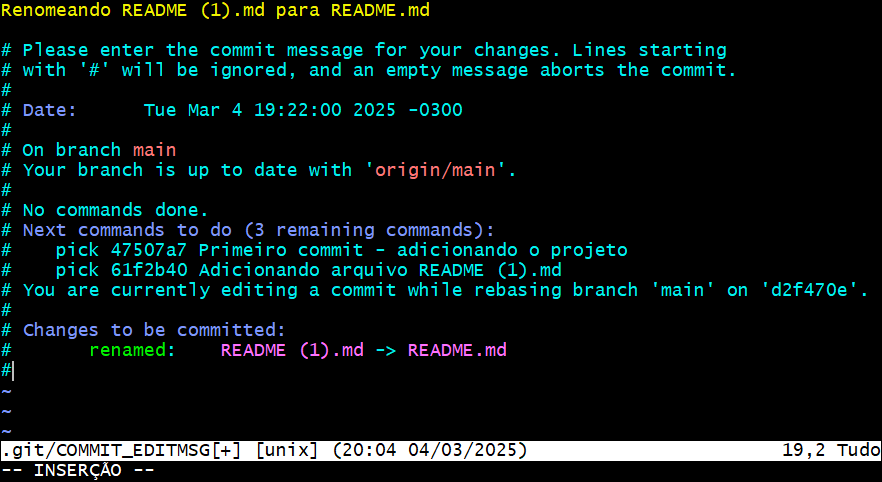 Renomeando README (1).md para README.md

# Please enter the commit message for your changes. Lines starting
# with '#' will be ignored, and an empty message aborts the commit.
#
# Date:      Tue Mar 4 19:22:00 2025 -0300
#
# On branch main
# Your branch is up to date with 'origin/main'.
#
# No commands done.
# Next commands to do (3 remaining commands):
#    pick 47507a7 Primeiro commit - adicionando o projeto
#    pick 61f2b40 Adicionando arquivo README (1).md
# You are currently editing a commit while rebasing branch 'main' on 'd2f470e'.
#
# Changes to be committed:
#       renamed:    README (1).md -> README.md
#
~
~
~
.git/COMMIT_EDITMSG[+] [unix] (20:04 04/03/2025) 19,2 Tudo
-- INSERÇÃO --